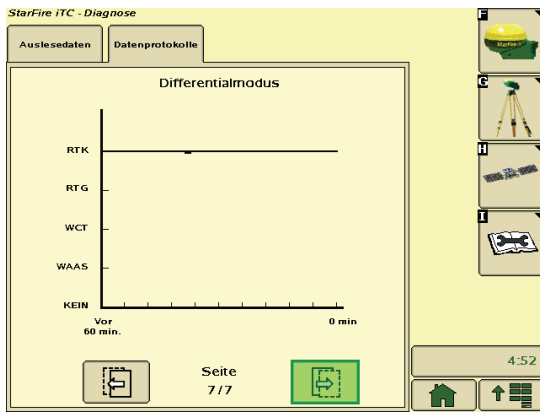 StarFire iTC - Diagnose
Auslesedaten
Datenprotokolle
Differentialmodus
RTK
RTG
WCT
WAAS
KEIN
Vor
60 min.
0 min
Seite
7/7
F
StarFire
G
H
I
4:52